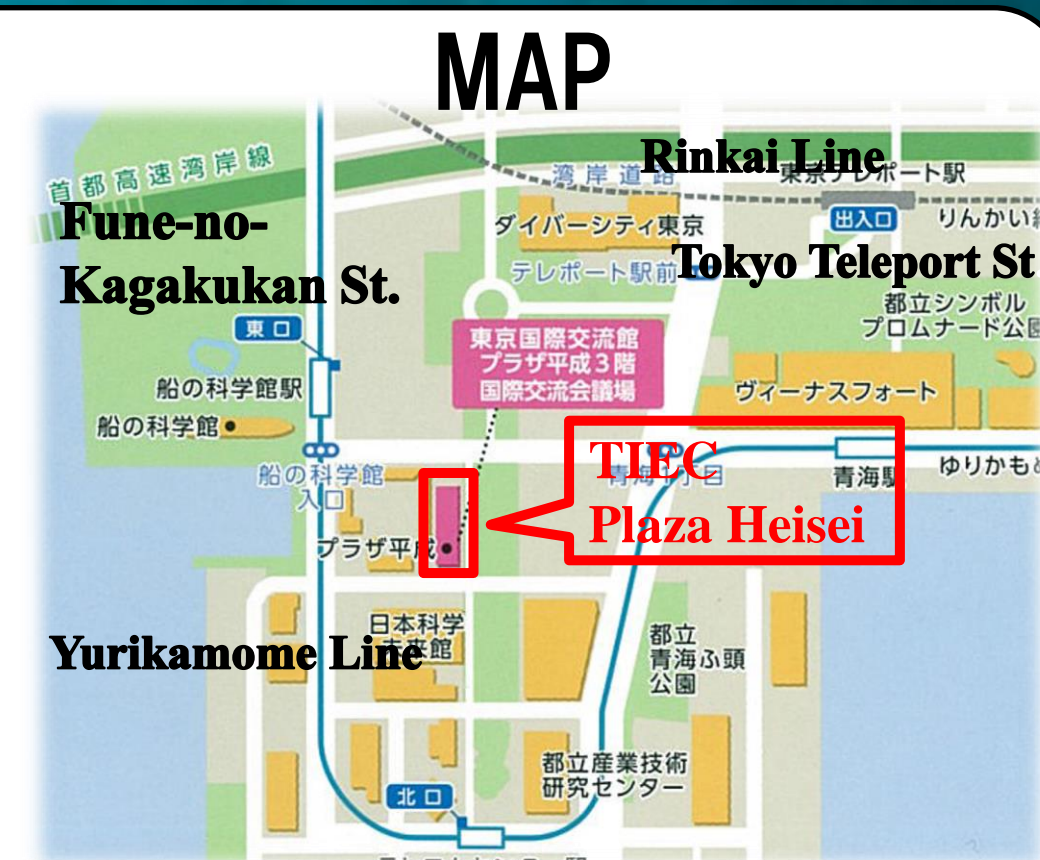 MAP
首都高速湾岸線
Rinkai Line
湾岸道路
東京テレポート駅
Fune-no-
Kagakukan St.
ダイバーシティ東京
出入口
りんかい
テレポート駅前
Tokyo Teleport St
都立シンボル
プロムナード公園
東口
東京国際交流館
プラザ平成3階
国際交流会議場
船の科学館駅
ヴィーナスフォート
船の科学館
船の科学館
入口
TIEC
Plaza Heisei
青海1丁目
青海駅
ゆりかも
プラザ平成
日本科学
未来館
Yurikamome Line
都立
青海ふ頭
公園
都立産業技術
研究センター
北口